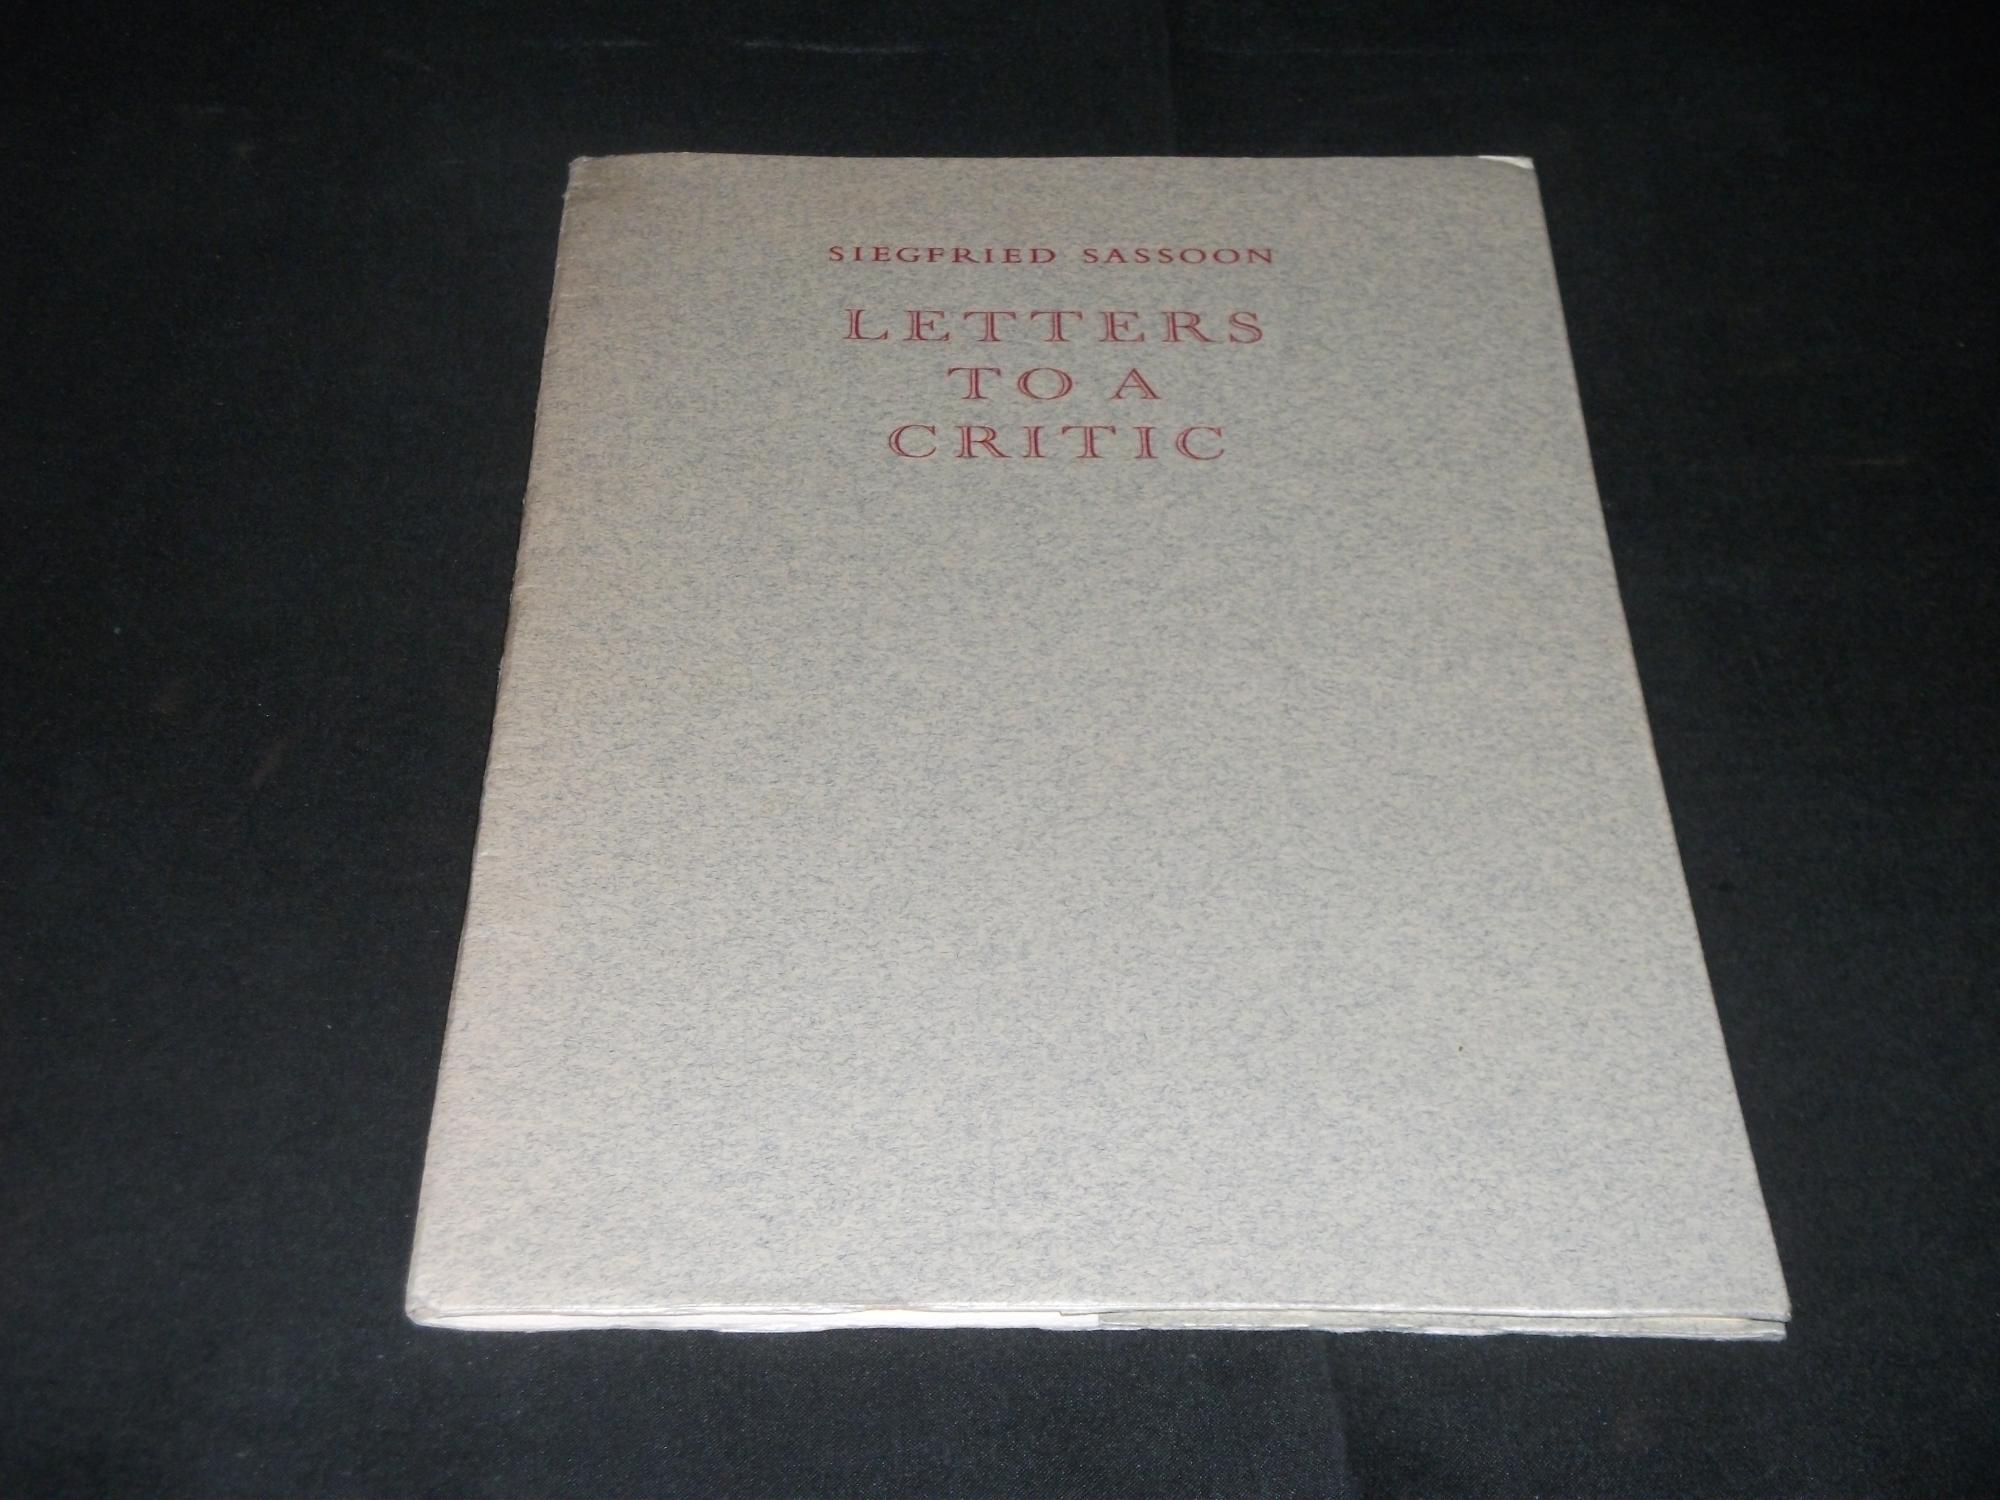 SIEGFRIED SASSOON
LETTERS
TO A
CRITIC